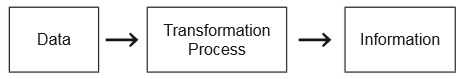 Data
Transformation
Process
Information